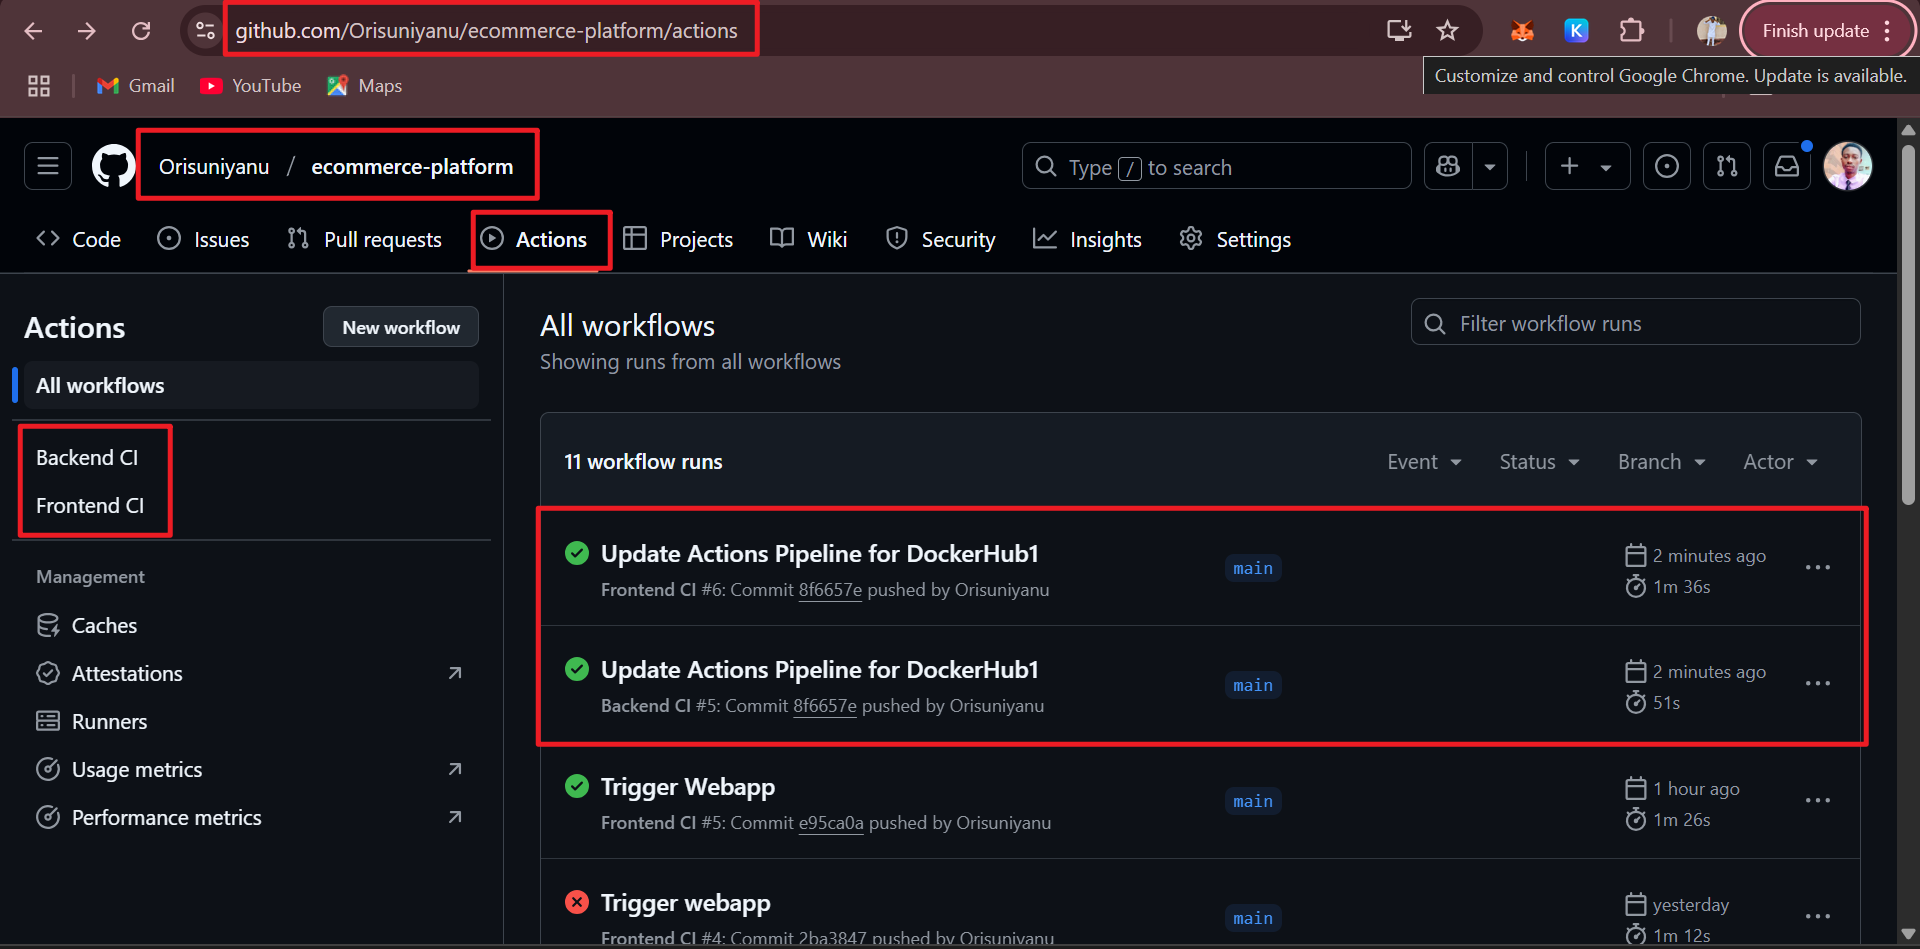 github.com/Orisuniyanu/ecommerce-platform/actions
K
Finish update
Customize and control Google Chrome. Update is available.
Gmail
YouTube
Maps
Orisuniyanu / ecommerce-platform
Type / to search
Code
Issues
Pull requests
Actions
Projects
Wiki
Security
Insights
Settings
Actions
New workflow
All workflows
Backend CI
Frontend CI
Management
Caches
Attestations
Runners
Usage metrics
Performance metrics
All workflows
Showing runs from all workflows
Filter workflow runs
11 workflow runs
Event
Status
Branch
Actor
Update Actions Pipeline for DockerHub1
Frontend CI #6: Commit 8f6657e pushed by Orisuniyanu
main
2 minutes ago
1m 36s
Update Actions Pipeline for DockerHub1
Backend CI #5: Commit 8f6657e pushed by Orisuniyanu
main
2 minutes ago
51s
Trigger Webapp
Frontend CI #5: Commit e95ca0a pushed by Orisuniyanu
main
1 hour ago
1m 26s
Trigger webapp
Frontend CI #4: Commit 2ba3847 pushed by Orisuniyanu
main
yesterday
1m 12s